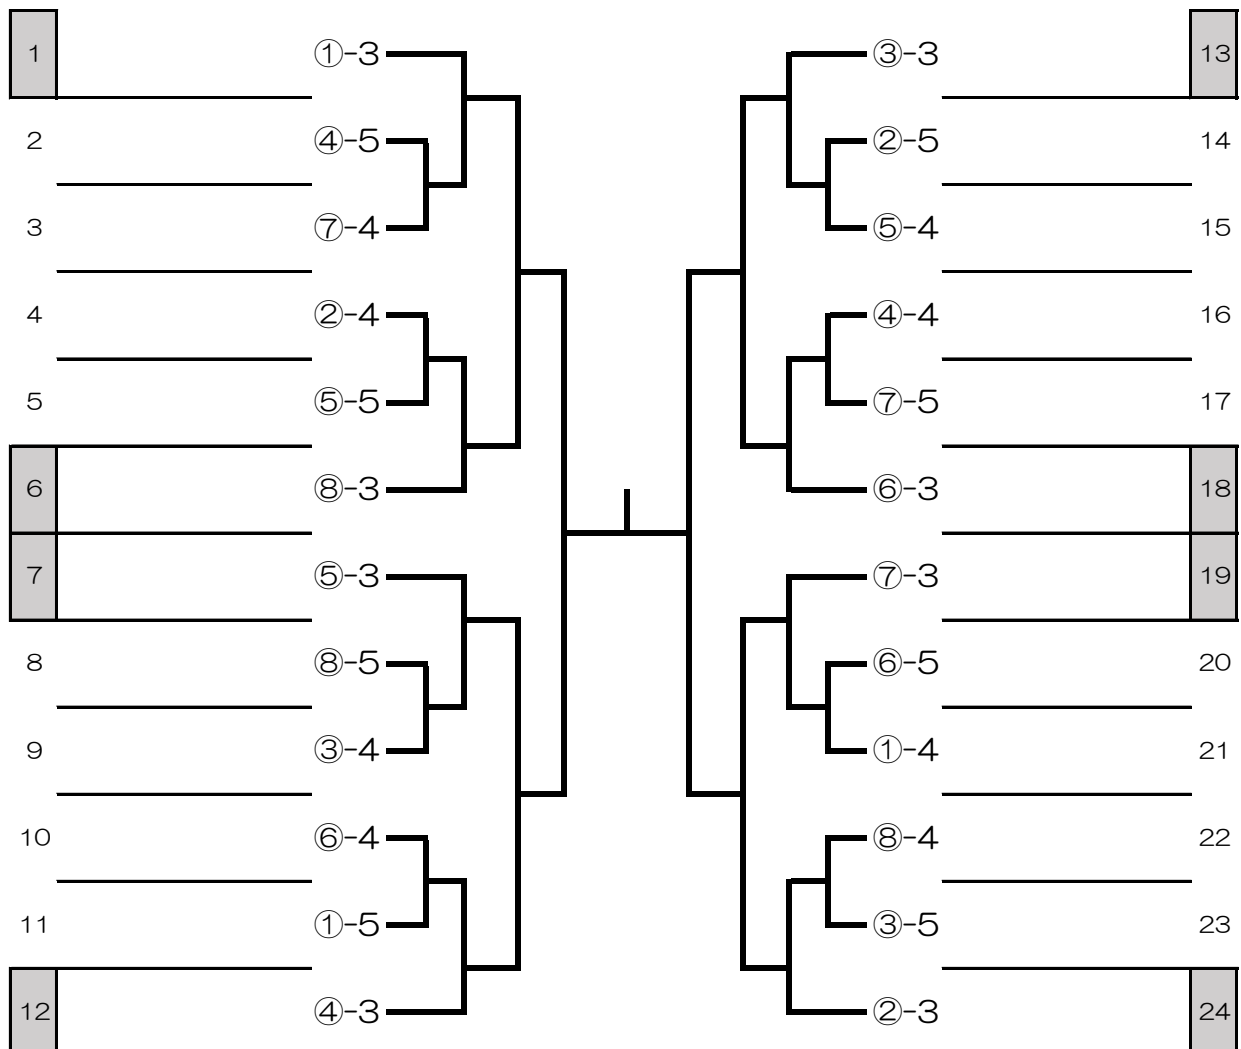 1 ①-3 ③-3 13
2 ④-5 ②-5 14
3 ⑦-4 ⑤-4 15
4 ②-4 ④-4 16
5 ⑤-5 ⑦-5 17
6 ⑧-3 ⑥-3 18
7 ⑤-3 ⑦-3 19
8 ⑧-5 ⑥-5 20
9 ③-4 ①-4 21
10 ⑥-4 ⑧-4 22
11 ①-5 ③-5 23
12 ④-3 ②-3 24